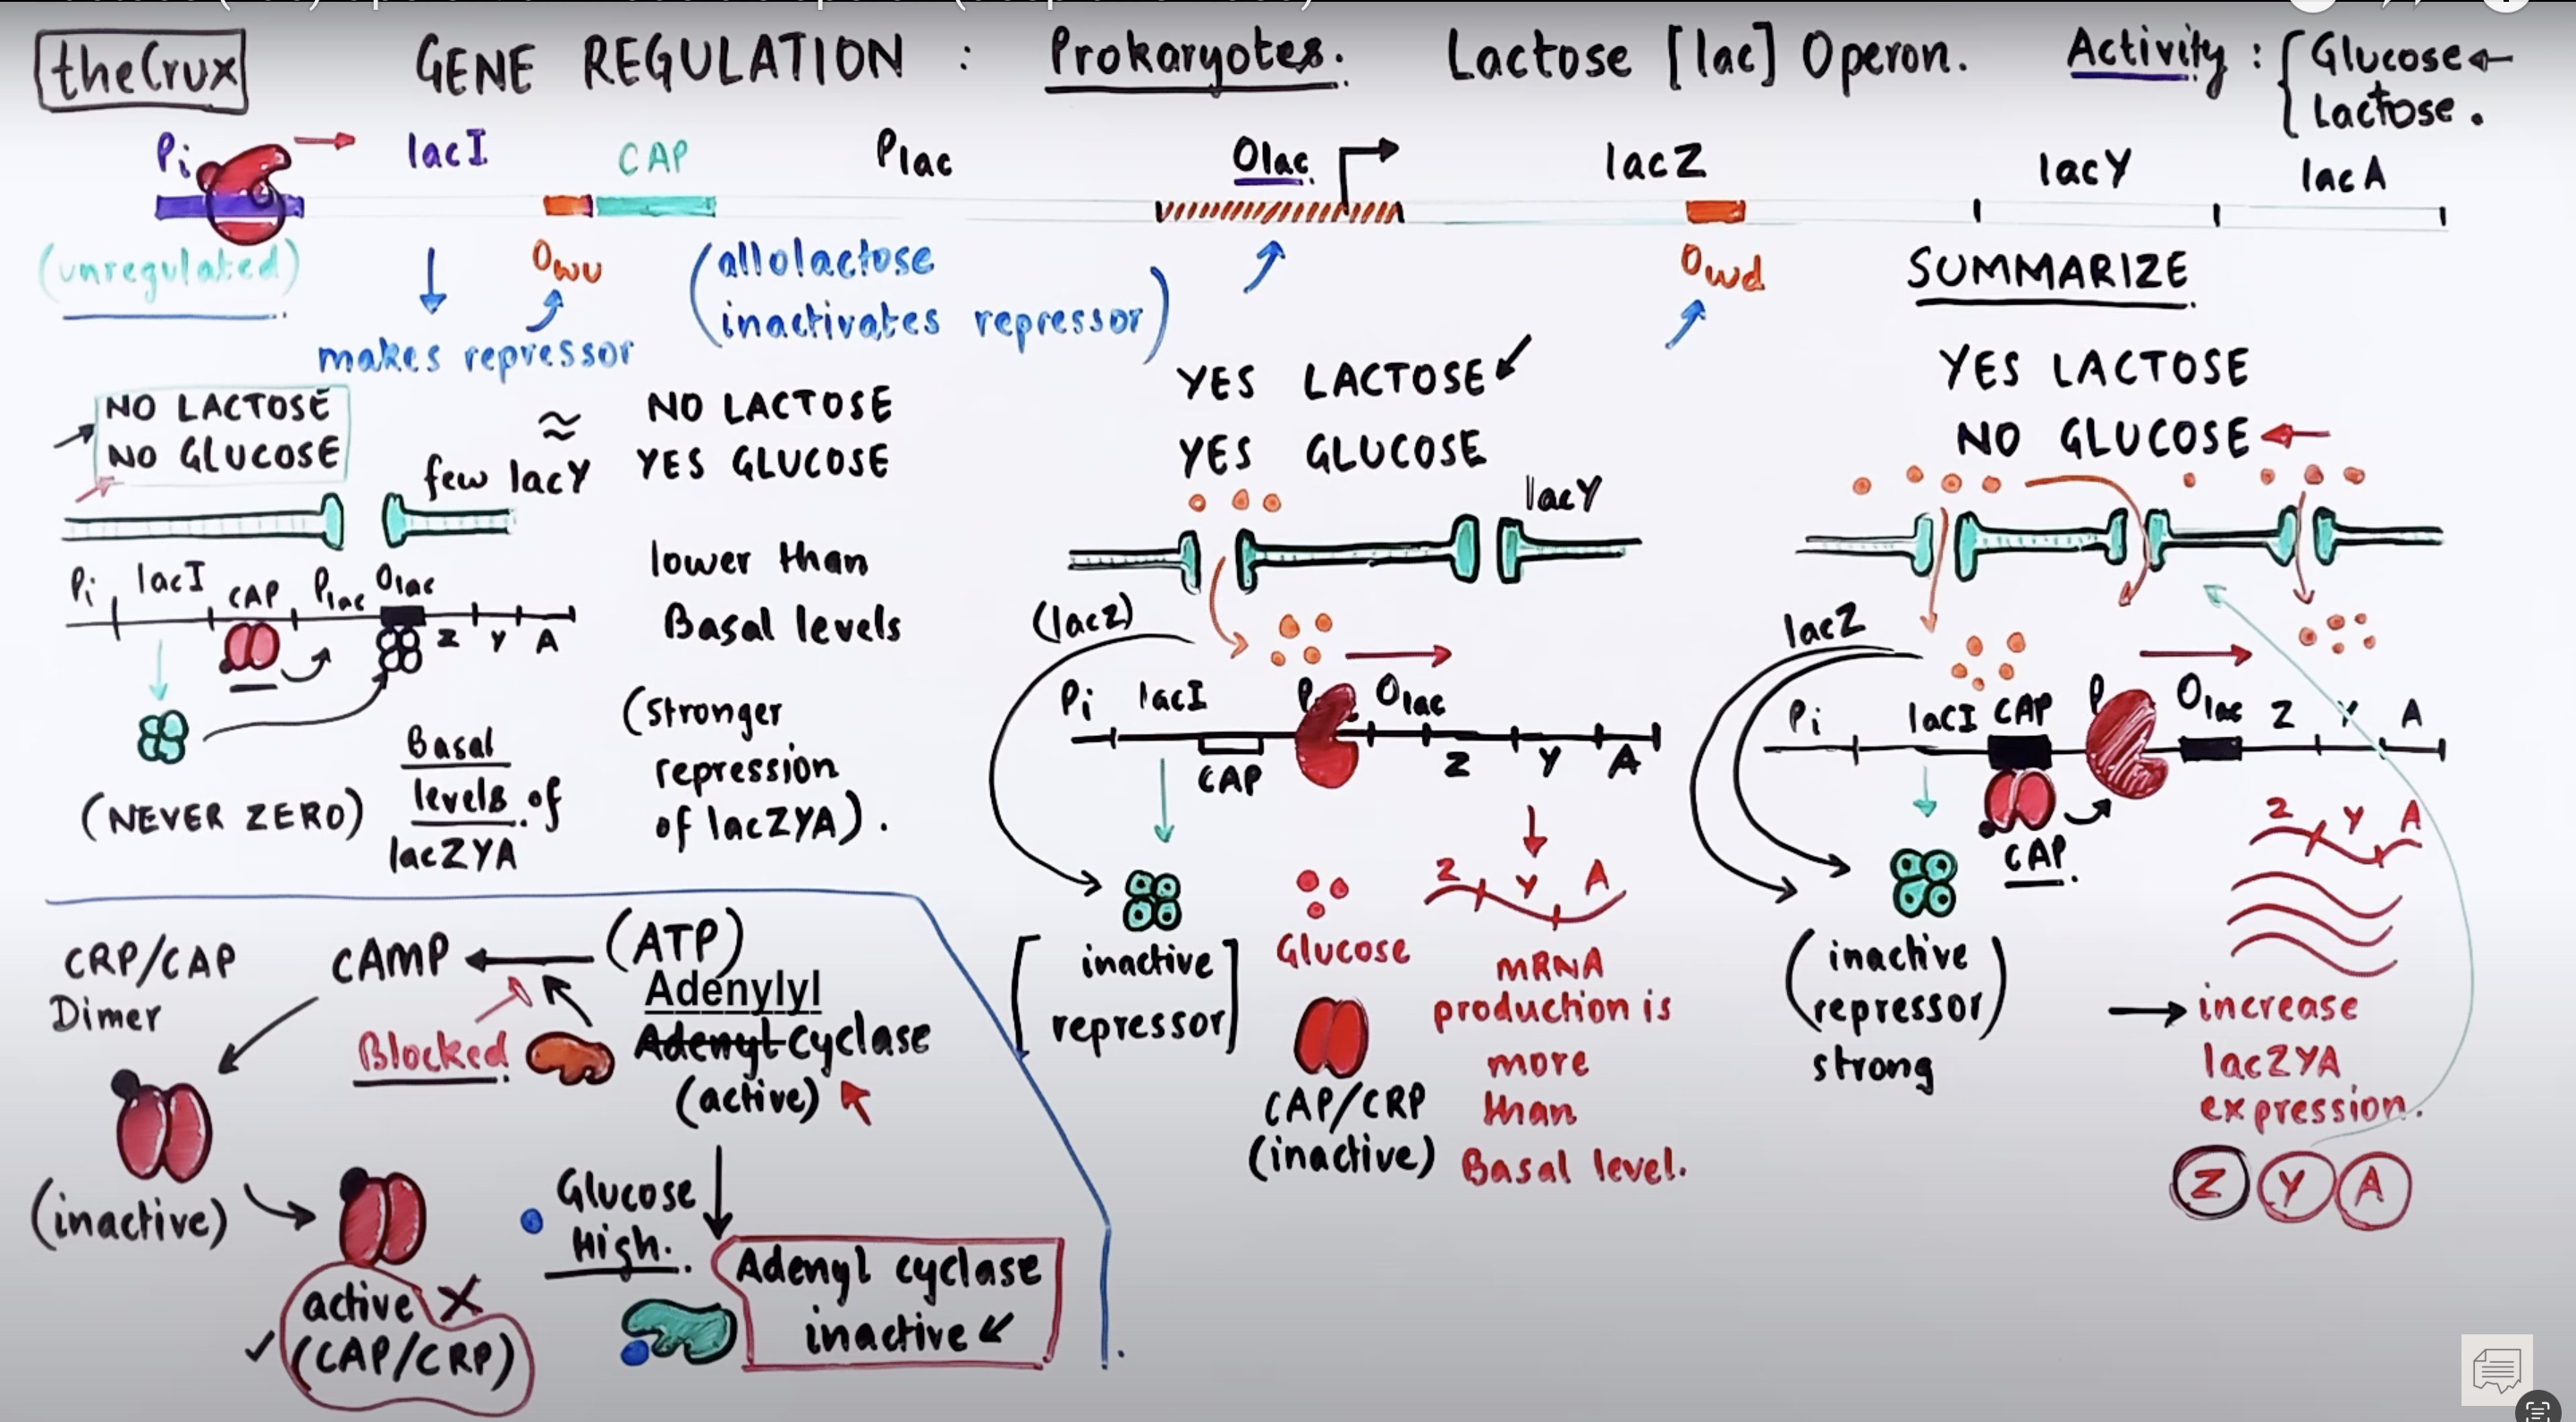 theCrux
GENE REGULATION : Prokaryotes. Lactose [lac] Operon. Activity : { Glucose ←
Lactose .
Pi lacI CAP Plac Olac lacZ lacY lacA
(unregulated)
Owu
makes repressor
(allolactose
inactivates repressor)
Owd
SUMMARIZE
NO LACTOSE
NO GLUCOSE
≈
few lacY
Pi lacI CAP Plac Olac
Z Y A
(NEVER ZERO)
Basal
levels of
lacZYA
NO LACTOSE
YES GLUCOSE
lower than
Basal levels
(stronger
repression
of lacZYA).
YES LACTOSE
YES GLUCOSE
lacY
(lacZ)
Pi lacI P Olac
CAP Z Y A
[inactive
repressor]
Glucose
CAP/CRP
(inactive)
Z Y A
mRNA
production is
more
than
Basal level.
YES LACTOSE
NO GLUCOSE
lacZ
Pi lacI CAP P Olac Z Y A
CAP.
(inactive
repressor)
strong
Z Y A
→ increase
lacZYA
expression.
Z Y A
CRP/CAP
Dimer
cAMP ← (ATP)
Adenylyl
Adenyl Cyclase
(active)
Blocked.
(inactive)
active X
✓ (CAP/CRP)
Glucose
High.
Adenyl cyclase
inactive